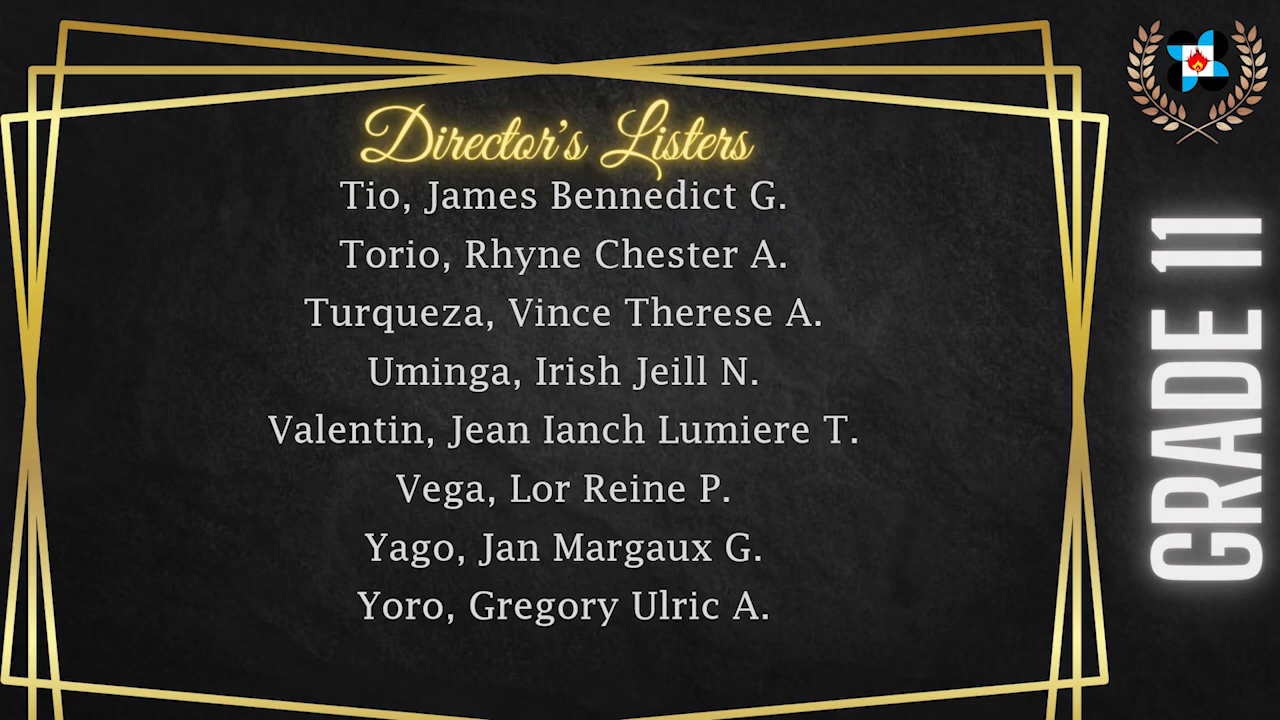 Director's Listers
Tio, James Bennedict G.
Torio, Rhyne Chester A.
Turqueza, Vince Therese A.
Uminga, Irish Jeill N.
Valentin, Jean Ianch Lumiere T.
Vega, Lor Reine P.
Yago, Jan Margaux G.
Yoro, Gregory Ulric A.
GRADE 11